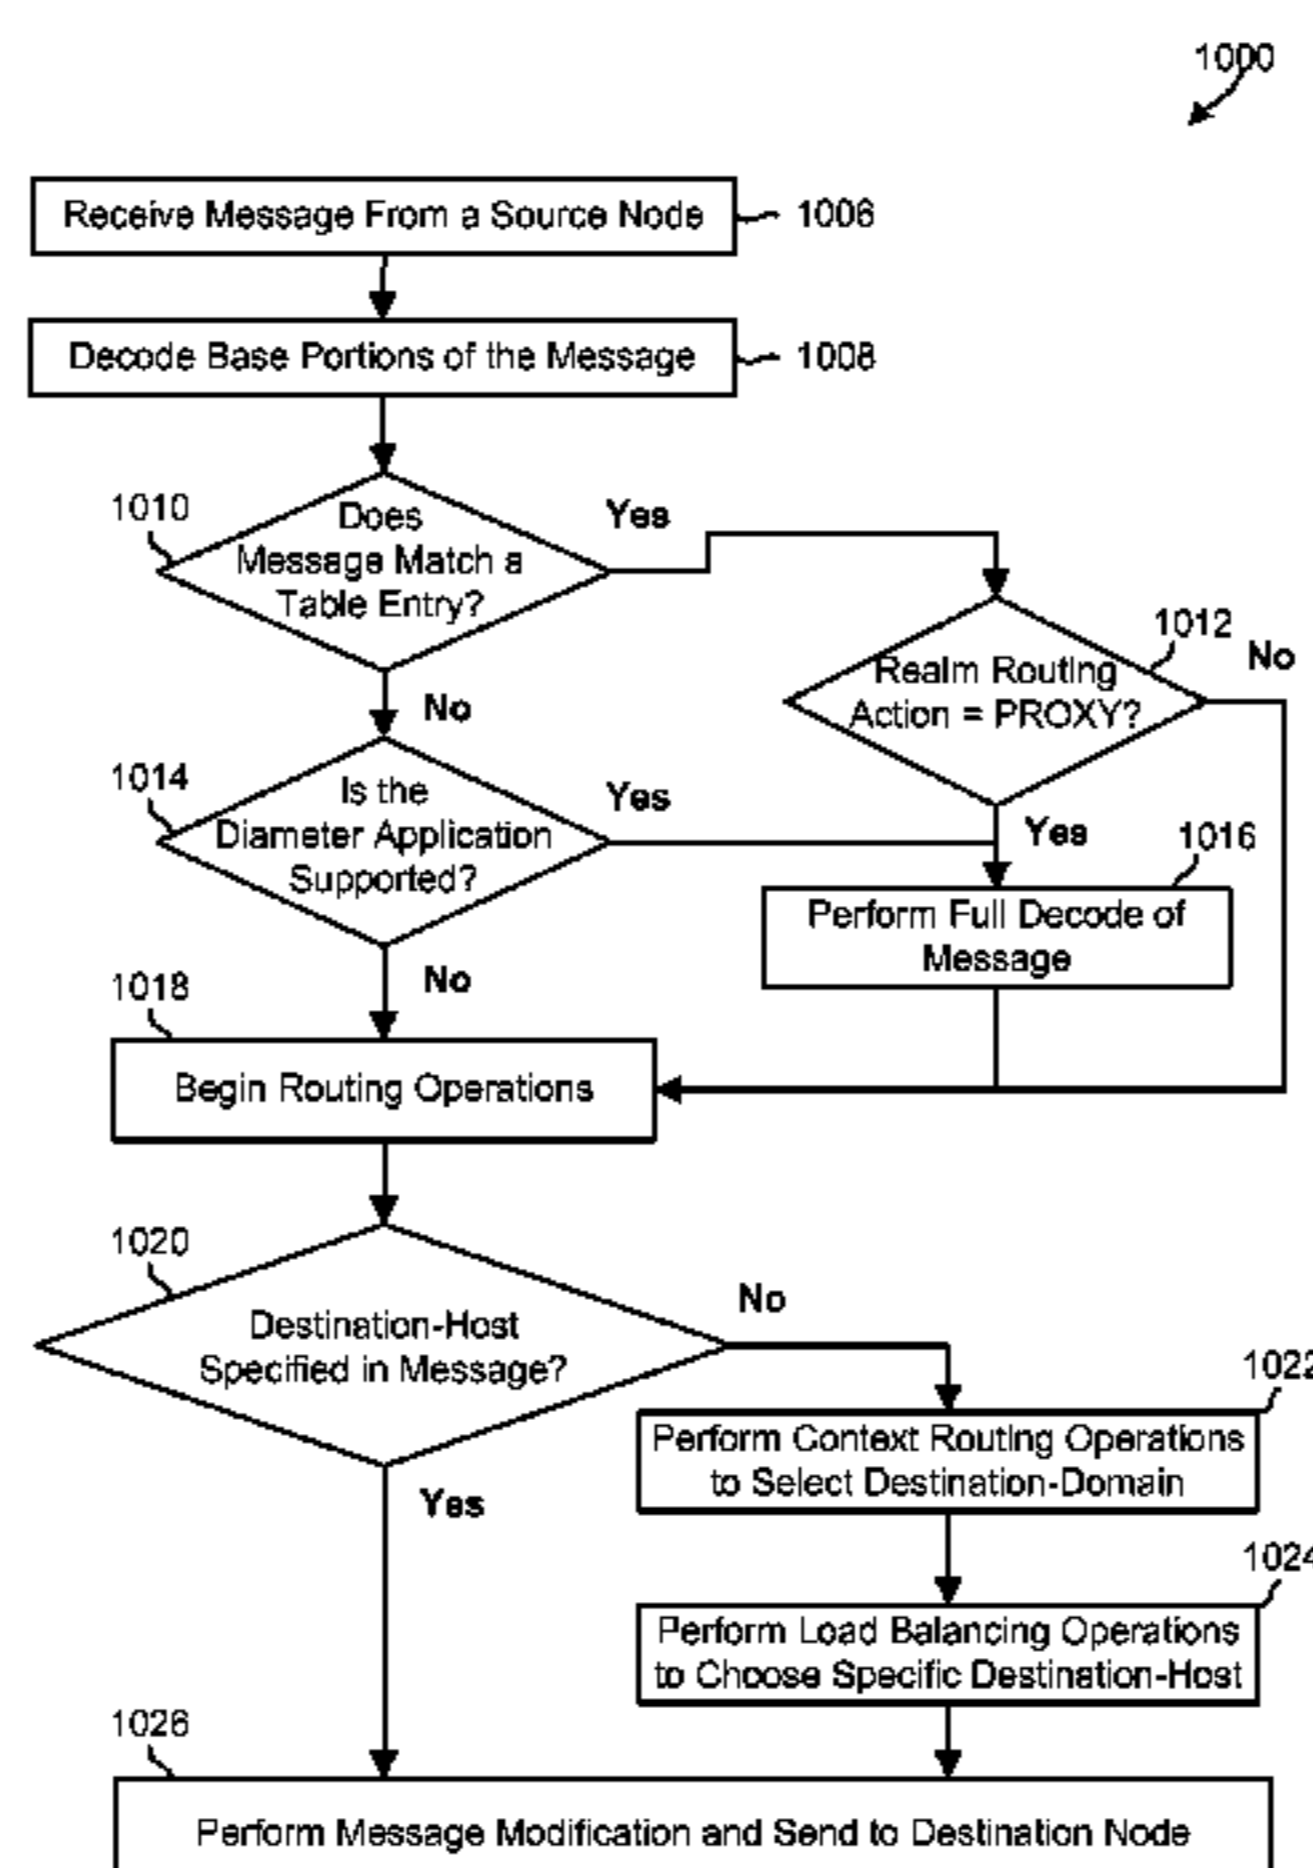 1000
Receive Message From a Source Node
1006
Decode Base Portions of the Message
1008
1010
Does
Message Match a
Table Entry?
Yes
No
1012
Realm Routing
Action = PROXY?
No
Yes
1014
Is the
Diameter Application
Supported?
Yes
No
1016
Perform Full Decode of
Message
1018
Begin Routing Operations
1020
Destination-Host
Specified in Message?
No
Yes
1022
Perform Context Routing Operations
to Select Destination-Domain
1024
Perform Load Balancing Operations
to Choose Specific Destination-Host
1026
Perform Message Modification and Send to Destination Node